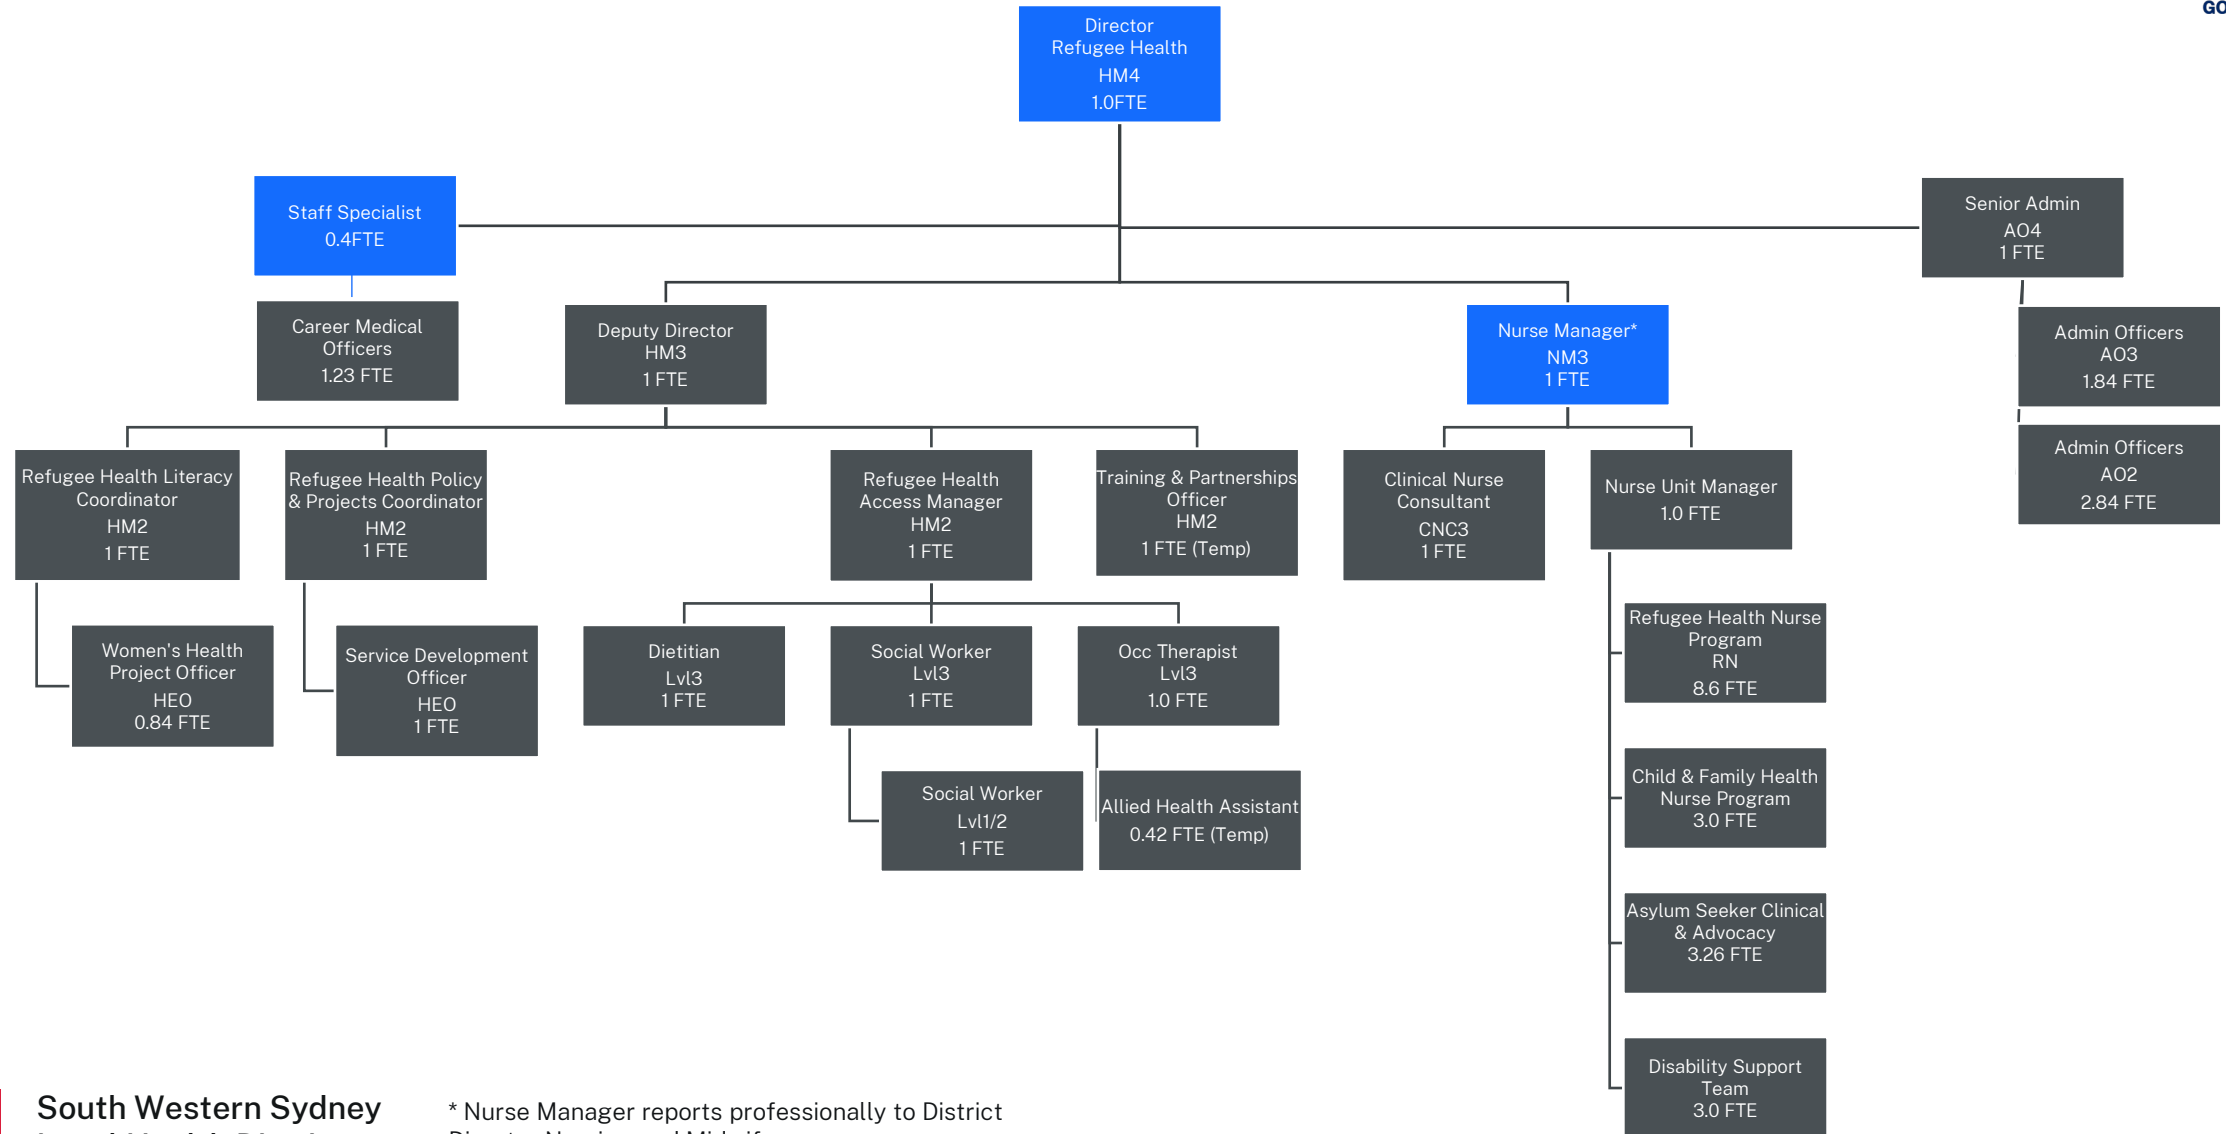 GO
Director
Refugee Health
HM4
1.0FTE
Staff Specialist
0.4FTE
Senior Admin
AO4
1 FTE
Career Medical
Officers
1.23 FTE
Deputy Director
HM3
1 FTE
Nurse Manager*
NM3
1 FTE
Admin Officers
AO3
1.84 FTE
Admin Officers
AO2
2.84 FTE
Refugee Health Literacy
Coordinator
HM2
1 FTE
Refugee Health Policy
& Projects Coordinator
HM2
1 FTE
Refugee Health
Access Manager
HM2
1 FTE
Training & Partnerships
Officer
HM2
1 FTE (Temp)
Clinical Nurse
Consultant
CNC3
1 FTE
Nurse Unit Manager
1.0 FTE
Women's Health
Project Officer
HEO
0.84 FTE
Service Development
Officer
HEO
1 FTE
Dietitian
Lvl3
1 FTE
Social Worker
Lvl3
1 FTE
Occ Therapist
Lvl3
1.0 FTE
Refugee Health Nurse
Program
RN
8.6 FTE
Social Worker
Lvl1/2
1 FTE
Allied Health Assistant
0.42 FTE (Temp)
Child & Family Health
Nurse Program
3.0 FTE
Asylum Seeker Clinical
& Advocacy
3.26 FTE
Disability Support
Team
3.0 FTE
South Western Sydney
* Nurse Manager reports professionally to District